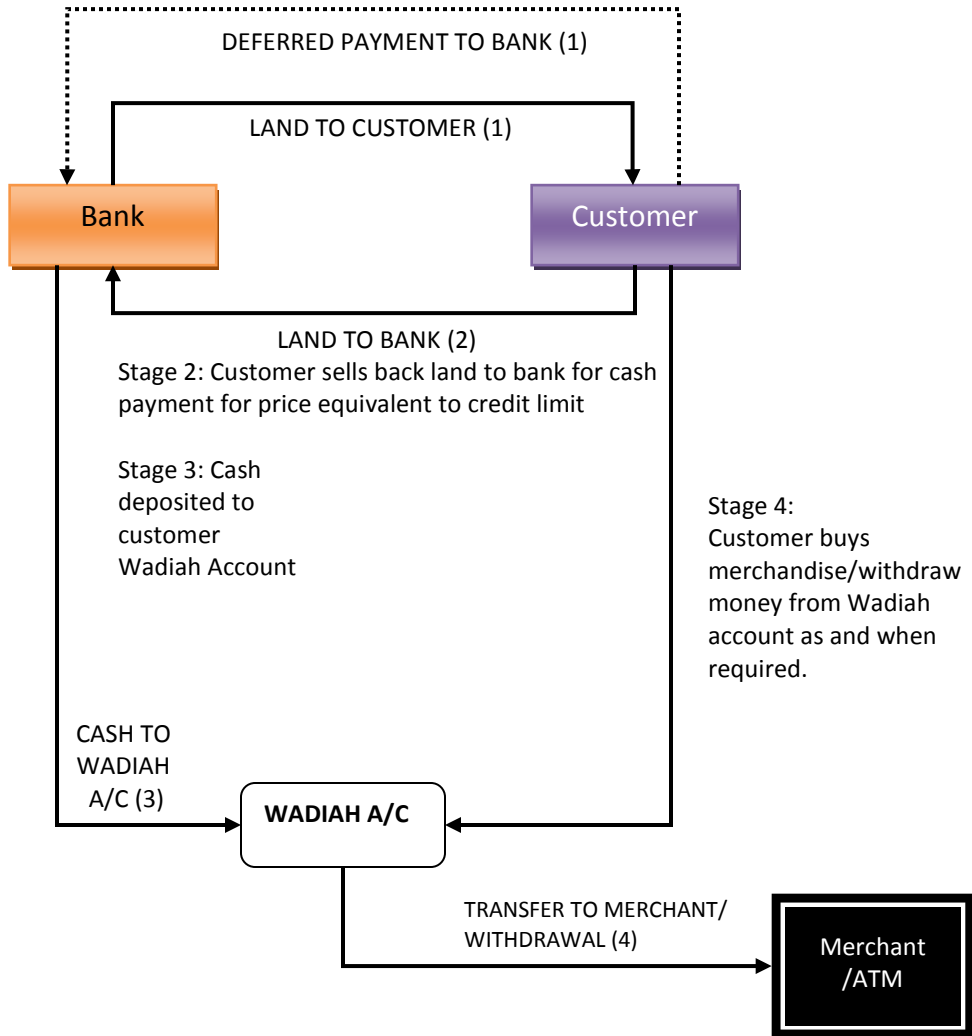 DEFERRED PAYMENT TO BANK (1)
LAND TO CUSTOMER (1)
Bank
Customer
LAND TO BANK (2)
Stage 2: Customer sells back land to bank for cash
payment for price equivalent to credit limit
Stage 3: Cash
deposited to
customer
Wadiah Account
Stage 4:
Customer buys
merchandise/withdraw
money from Wadiah
account as and when
required.
CASH TO
WADIAH
A/C (3)
WADIAH A/C
TRANSFER TO MERCHANT/
WITHDRAWAL (4)
Merchant
/ATM